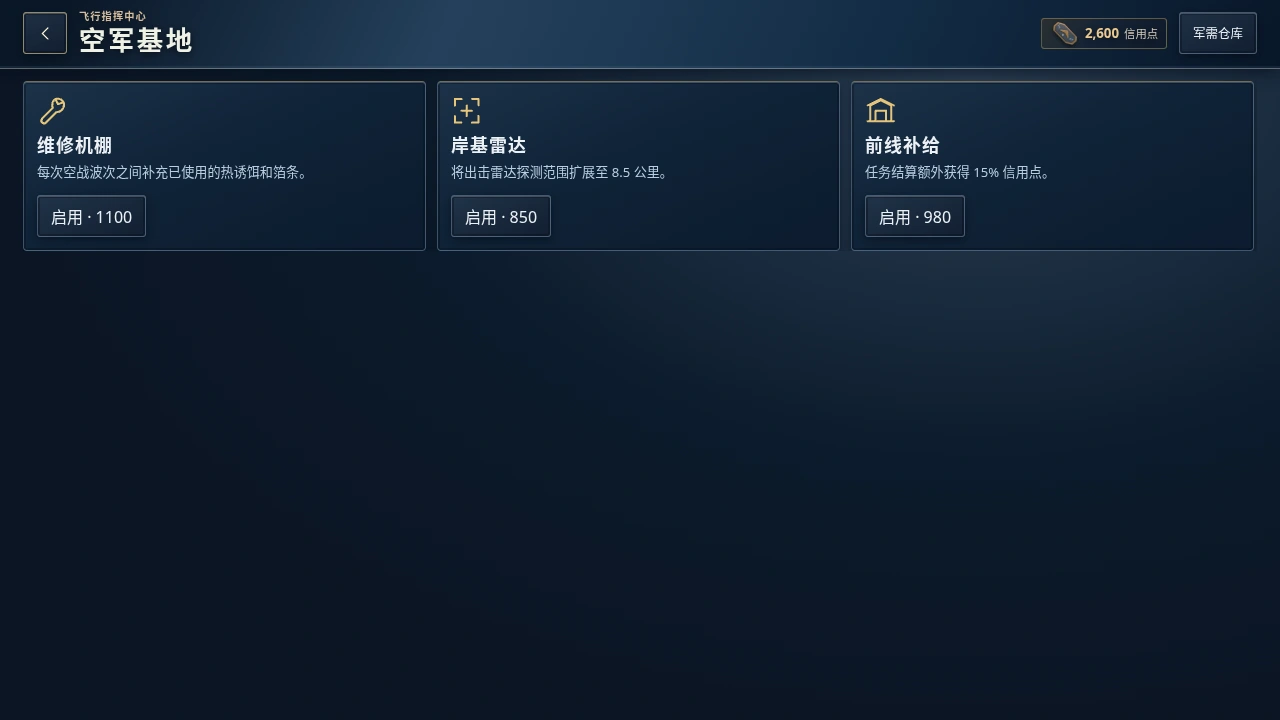 飞行指挥中心
空军基地
2,600 信用点
军需仓库
维修机棚
每次空战波次之间补充已使用的热诱饵和箔条。
启用 · 1100
岸基雷达
将出击雷达探测范围扩展至 8.5 公里。
启用 · 850
前线补给
任务结算额外获得 15% 信用点。
启用 · 980